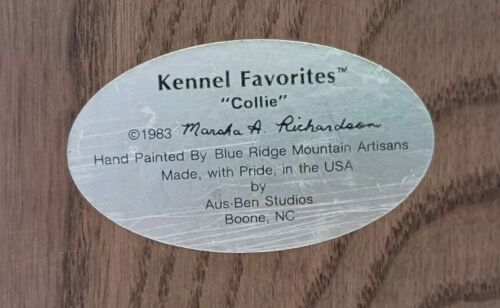 Kennel Favorites™
"Collie"
©1983 Marsha A. Richardson
Hand Painted By Blue Ridge Mountain Artisans
Made, with Pride, in the USA
by
Aus-Ben Studios
Boone, NC